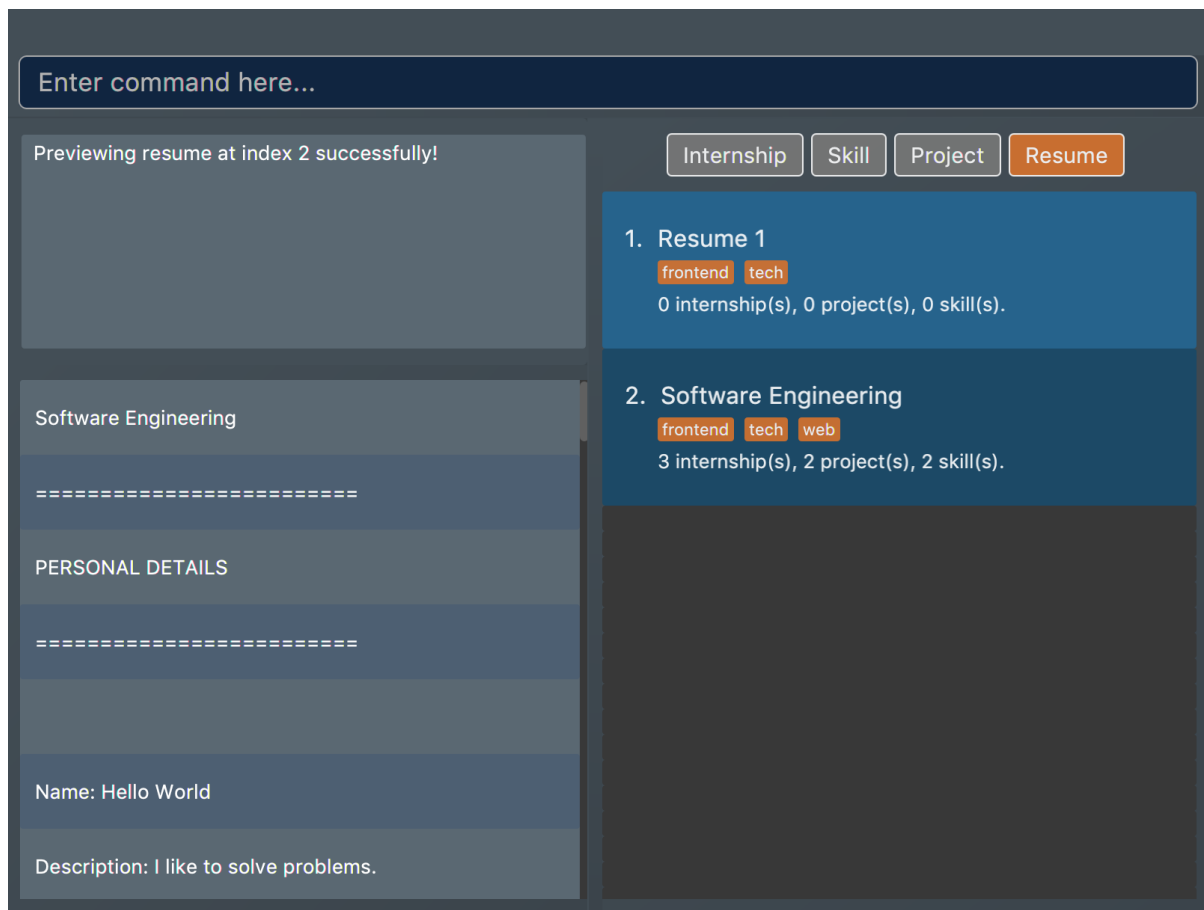 Enter command here...
Previewing resume at index 2 successfully!
Internship Skill Project Resume
1. Resume 1
frontend tech
0 internship(s), 0 project(s), 0 skill(s).
2. Software Engineering
frontend tech web
3 internship(s), 2 project(s), 2 skill(s).
Software Engineering
=========================
PERSONAL DETAILS
=========================
Name: Hello World
Description: I like to solve problems.